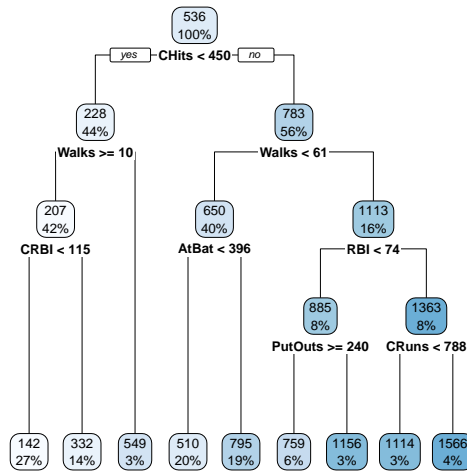 536
100%
yes CHits < 450 no
228 783
44% 56%
Walks >= 10 Walks < 61
207 650 1113
42% 40% 16%
CRBI < 115 AtBat < 396 RBI < 74
885 1363
8% 8%
PutOuts >= 240 CRuns < 788
142 332 549 510 795 759 1156 1114 1566
27% 14% 3% 20% 19% 6% 3% 3% 4%